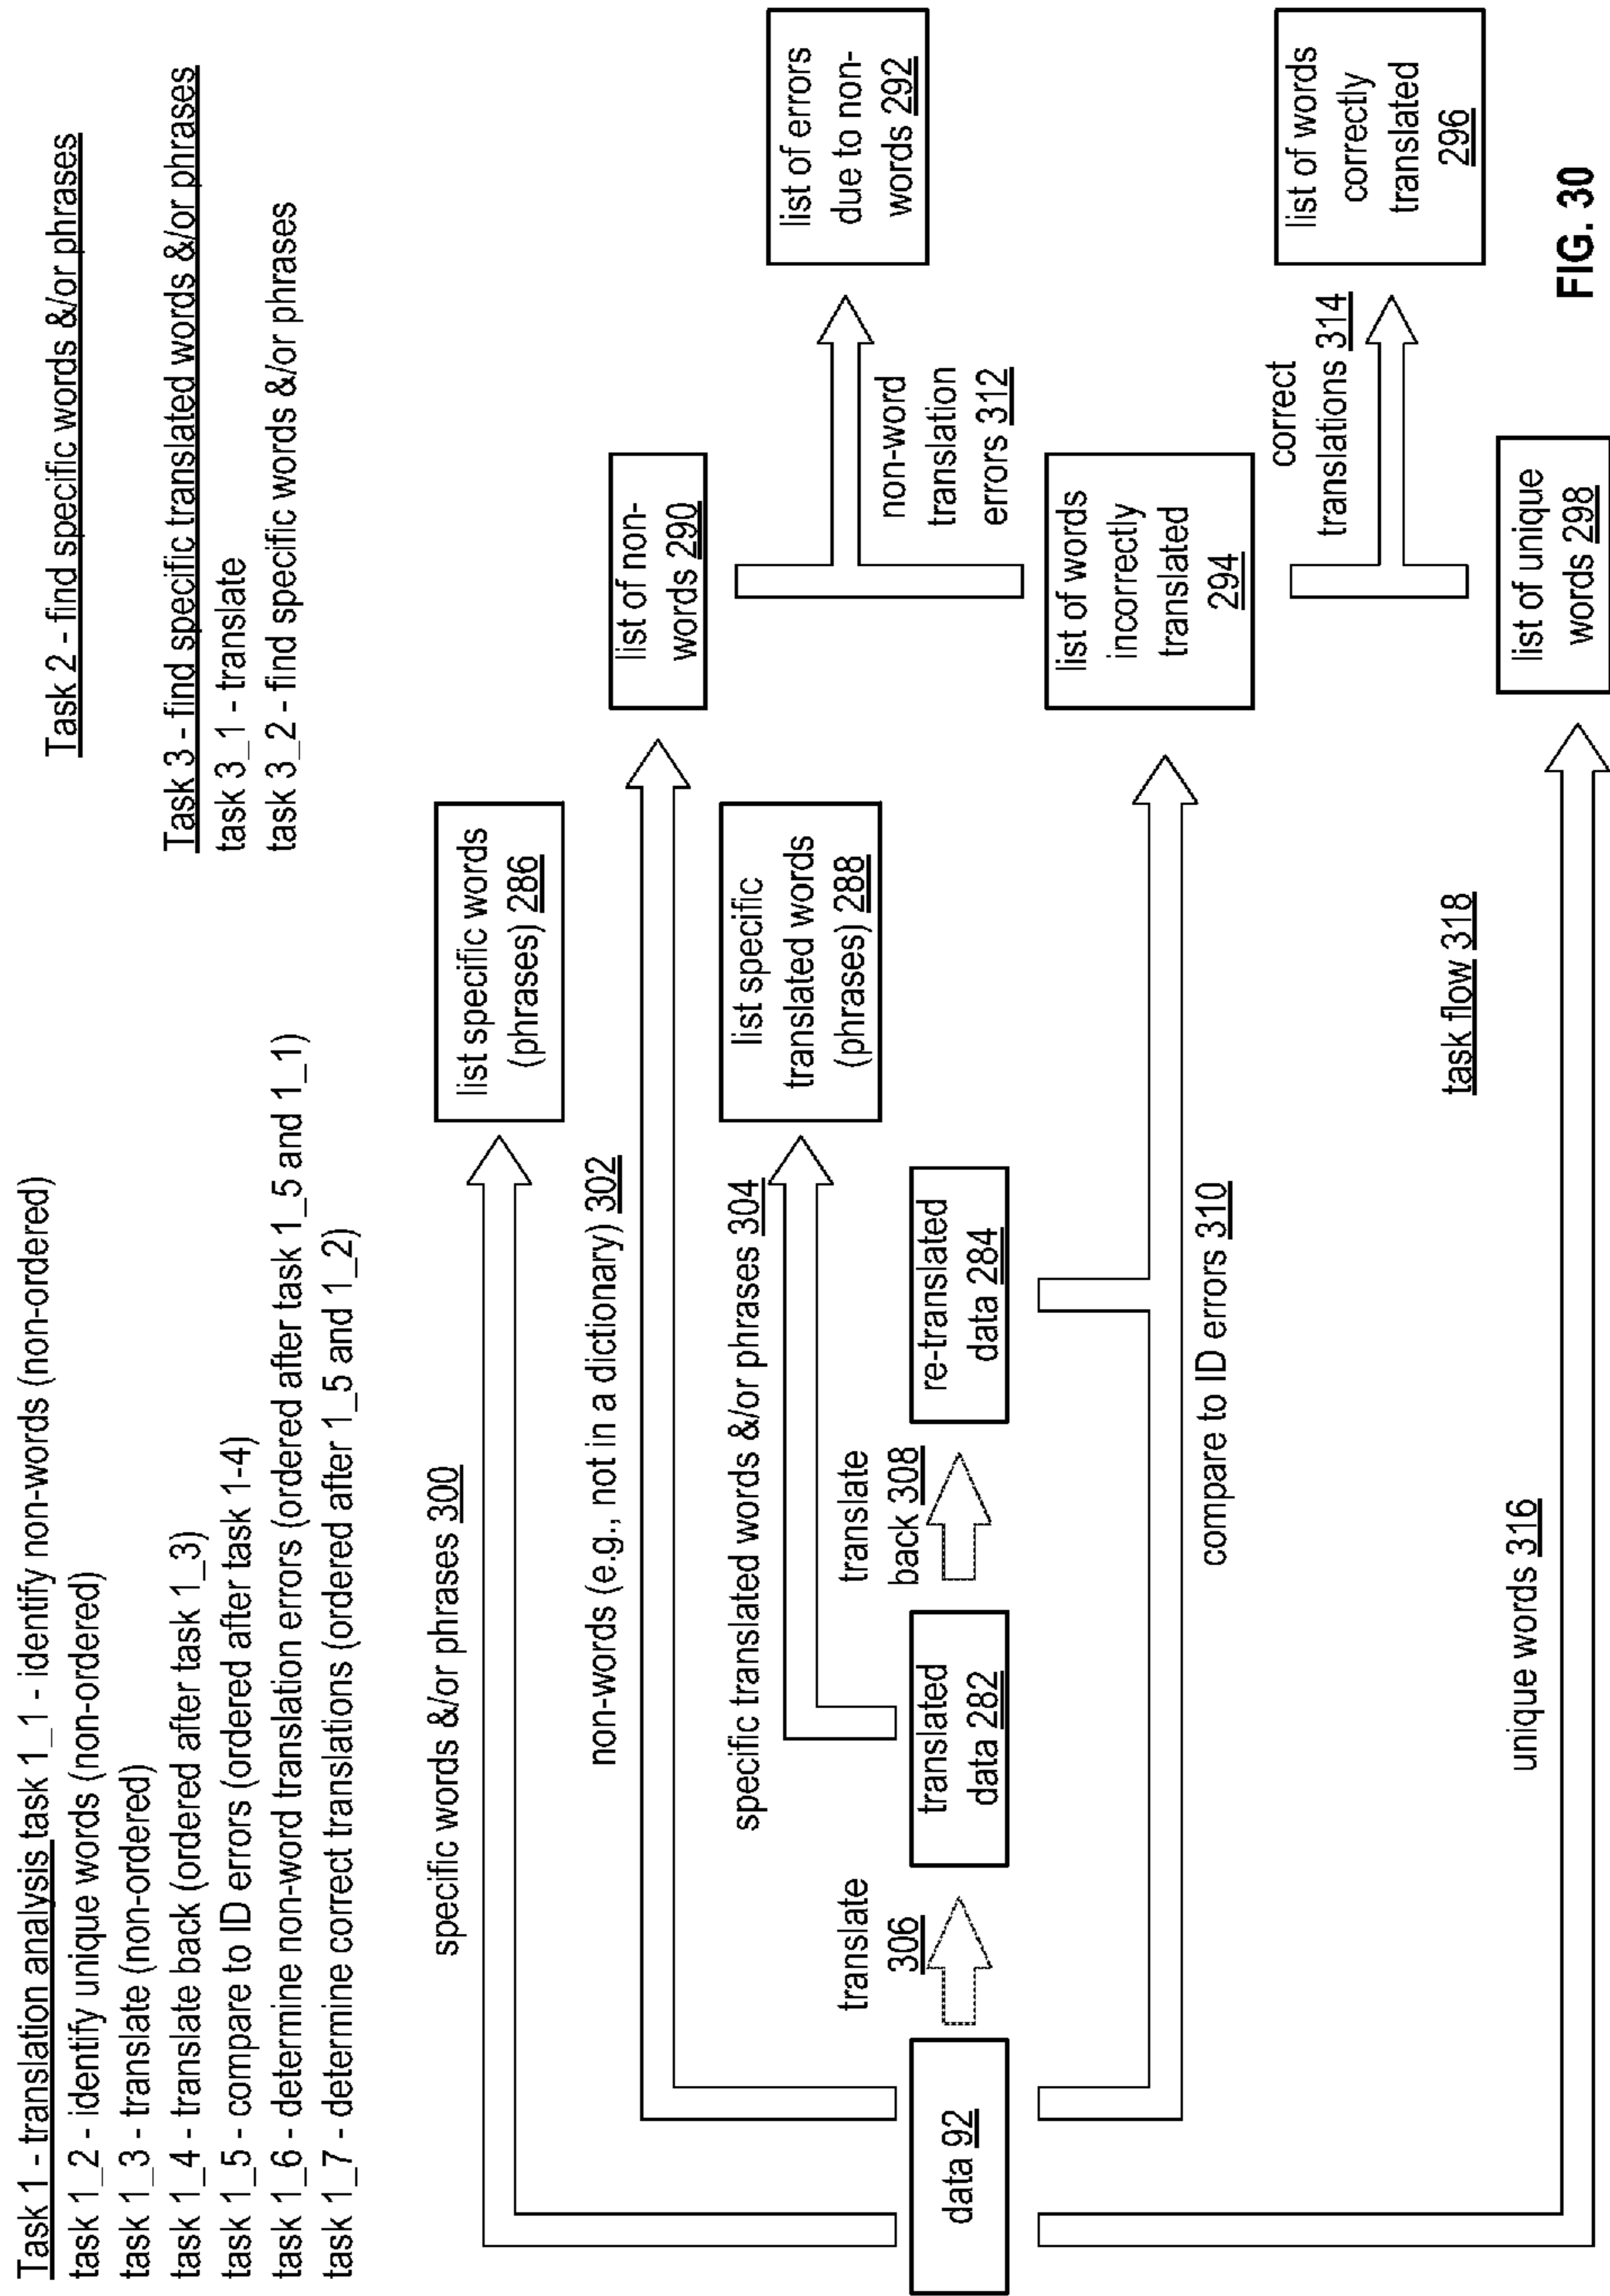 Task 1 - translation analysis task 1_1 - identify non-words (non-ordered)
task 1_2 - identify unique words (non-ordered)
task 1_3 - translate (non-ordered)
task 1_4 - translate back (ordered after task 1_3)
task 1_5 - compare to ID errors (ordered after task 1-4)
task 1_6 - determine non-word translation errors (ordered after task 1_5 and 1_1)
task 1_7 - determine correct translations (ordered after 1_5 and 1_2)
Task 2 - find specific words &/or phrases
Task 3 - find specific translated words &/or phrases
task 3_1 - translate
task 3_2 - find specific words &/or phrases
specific words &/or phrases 300
list specific words
(phrases) 286
non-words (e.g., not in a dictionary) 302
list of non-
words 290
specific translated words &/or phrases 304
list specific
translated words
(phrases) 288
list of errors
due to non-
words 292
non-word
translation
errors 312
data 92
translate
306
translated
data 282
translate
back 308
re-translated
data 284
compare to ID errors 310
list of words
incorrectly
translated
294
correct
translations 314
list of words
correctly
translated
296
unique words 316
list of unique
words 298
task flow 318
FIG. 30